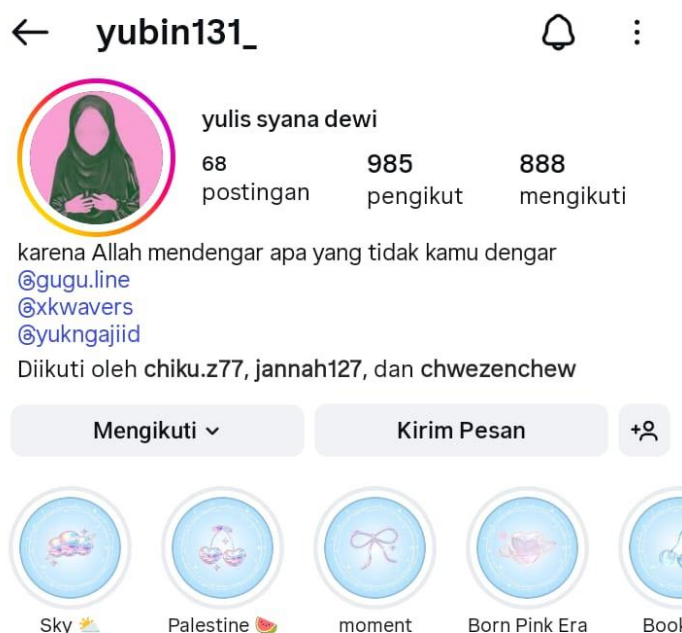 yubin131_
yulis syana dewi
68 985 888
postingan pengikut mengikuti
karena Allah mendengar apa yang tidak kamu dengar
@gugu.line
@xkwavers
@yukngajiid
Diikuti oleh chiku.z77, jannah127, dan chwezenchew
Mengikuti Kirim Pesan
Sky ⛅ Palestine 🍉 moment Born Pink Era Book